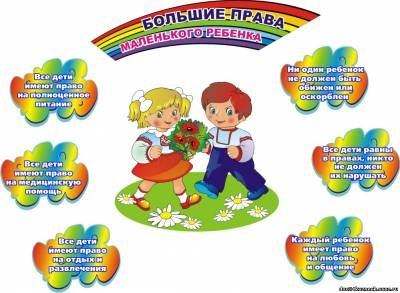 БОЛЬШИЕ ПРАВА
МАЛЕНЬКОГО РЕБЕНКА
Все дети
имеют право
на полноценное
питание
Ни один ребенок
не должен быть
обижен или
оскорблен
Все дети
имеют право
на медицинскую
помощь
Все дети равны
в правах, никто
не должен
их нарушать
Все дети
имеют право
на отдых и
развлечения
Каждый ребенок
имеет право
на любовь
и общение